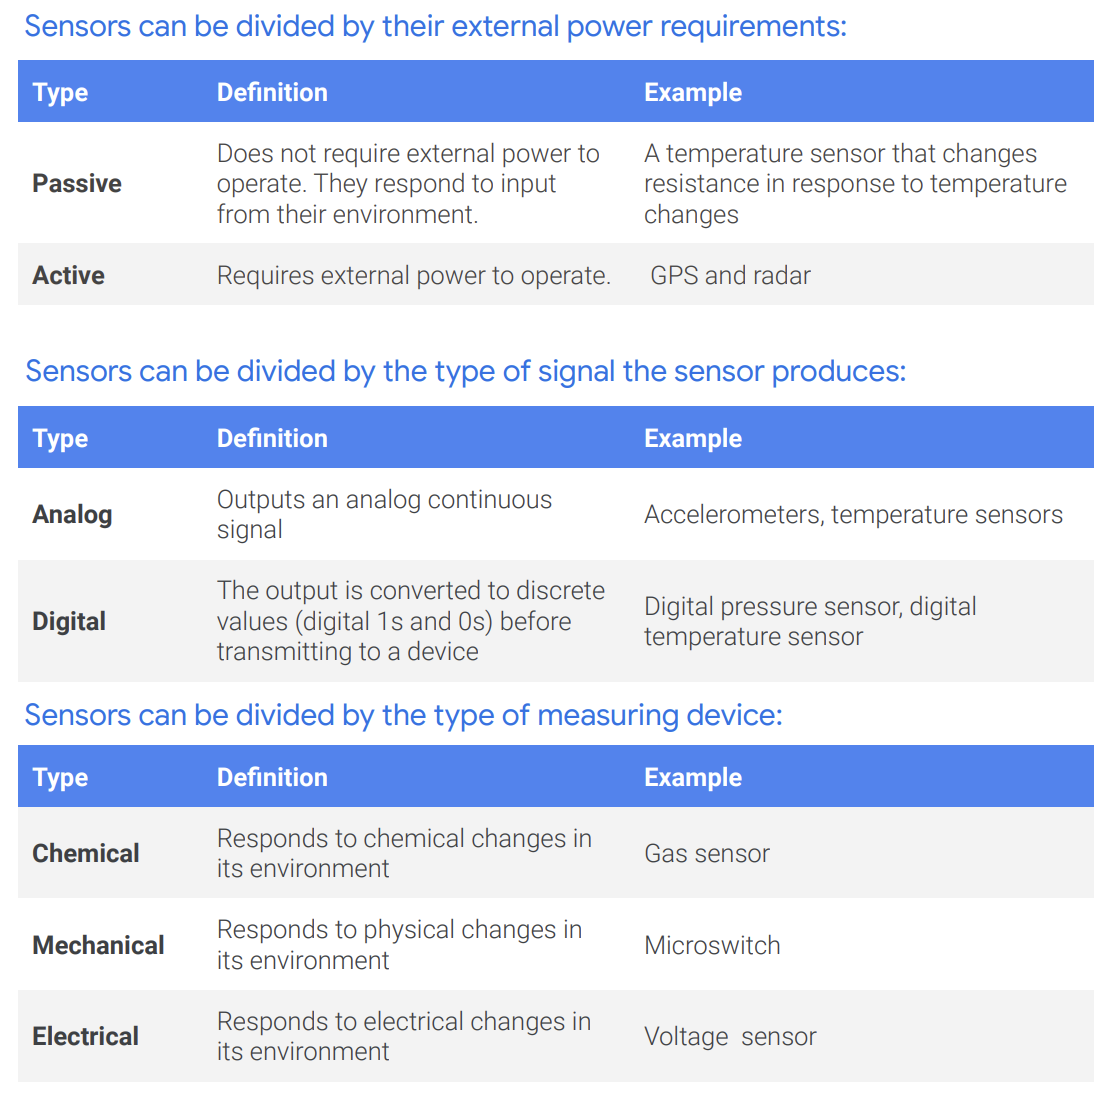 Sensors can be divided by their external power requirements:
Type Definition Example
Passive
Does not require external power to
operate. They respond to input
from their environment.
A temperature sensor that changes
resistance in response to temperature
changes
Active Requires external power to operate. GPS and radar
Sensors can be divided by the type of signal the sensor produces:
Type Definition Example
Analog
Outputs an analog continuous
signal
Accelerometers, temperature sensors
Digital
The output is converted to discrete
values (digital 1s and 0s) before
transmitting to a device
Digital pressure sensor, digital
temperature sensor
Sensors can be divided by the type of measuring device:
Type Definition Example
Chemical
Responds to chemical changes in
its environment
Gas sensor
Mechanical
Responds to physical changes in
its environment
Microswitch
Electrical
Responds to electrical changes in
its environment
Voltage sensor